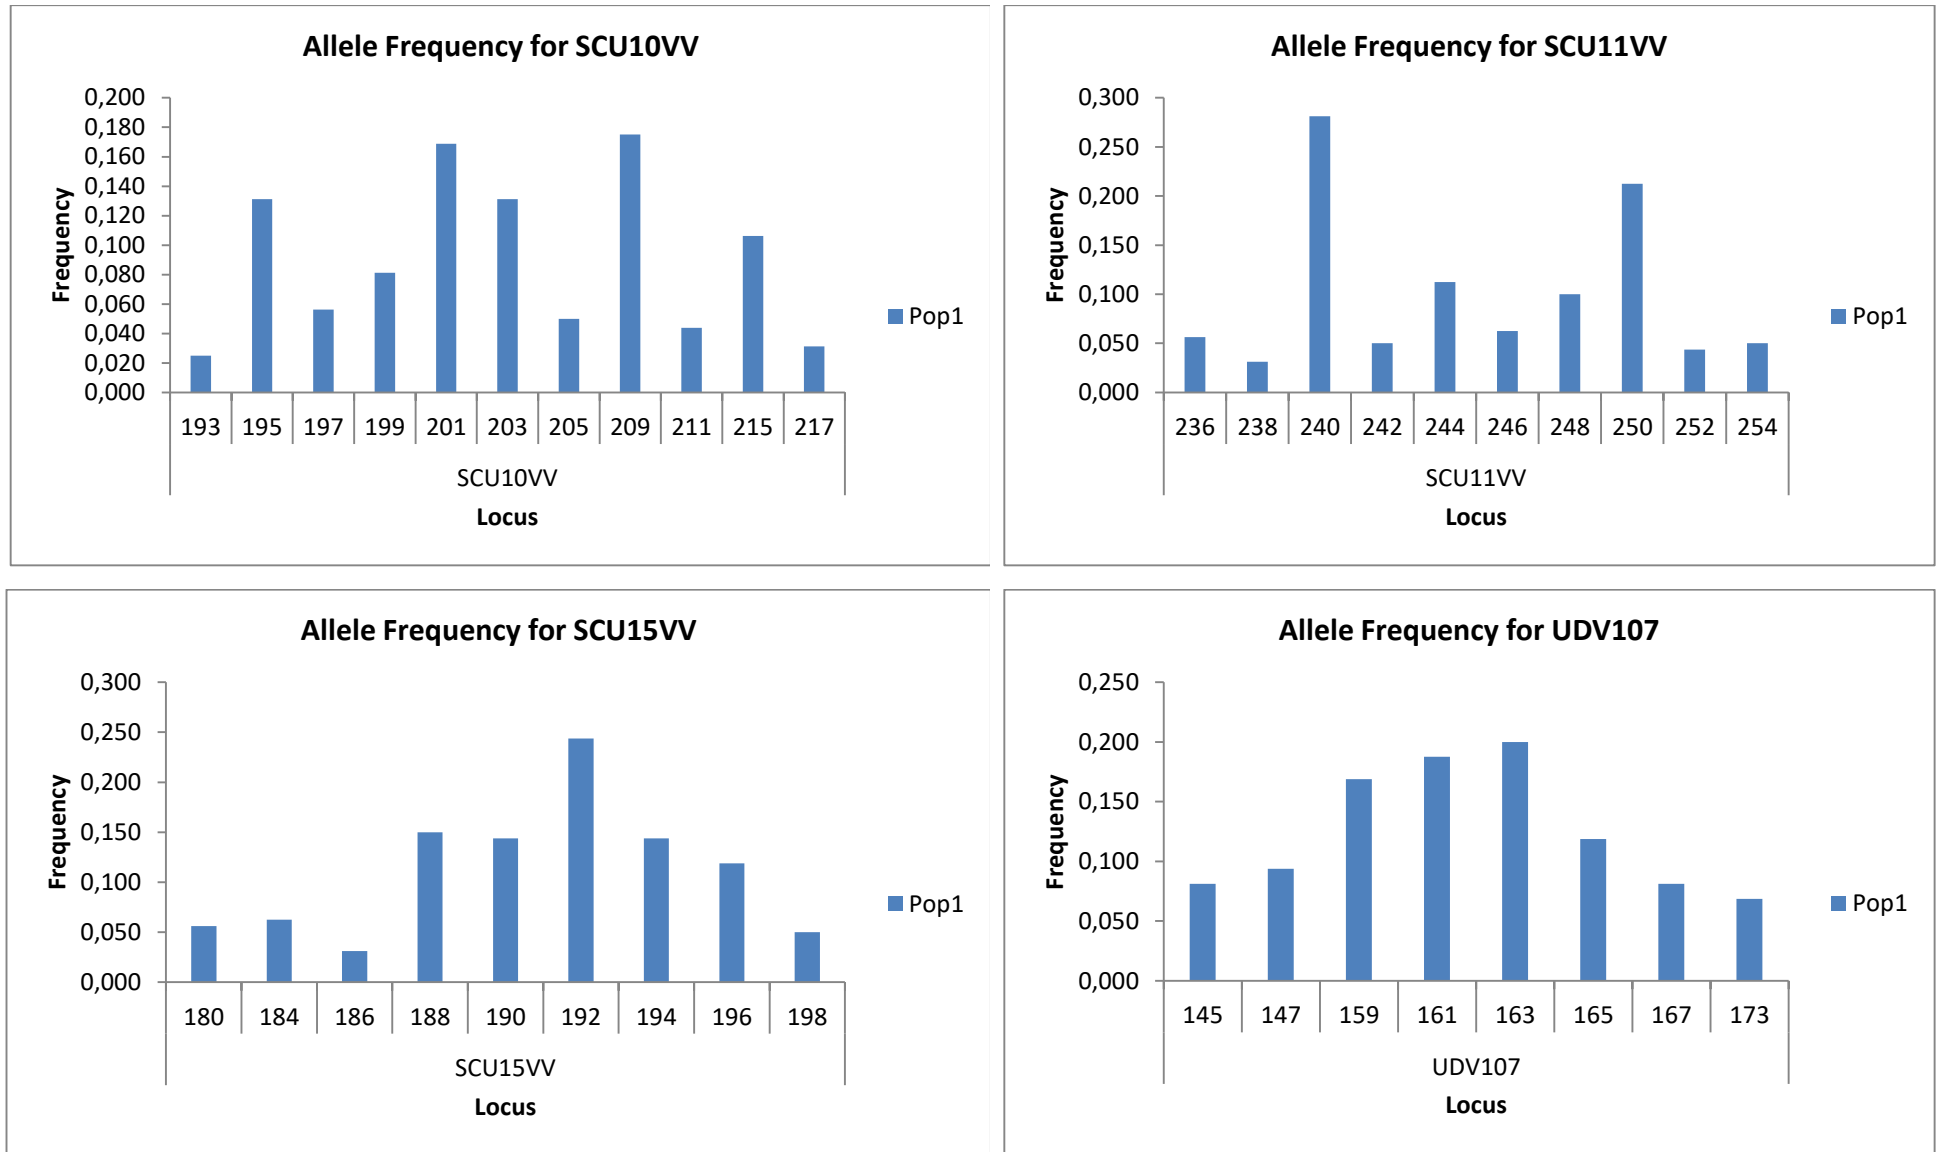 Allele Frequency for SCU10VV
Frequency
0,200
0,180
0,160
0,140
0,120
0,100
0,080
0,060
0,040
0,020
0,000
193 195 197 199 201 203 205 209 211 215 217
SCU10VV
Locus
Pop1
Allele Frequency for SCU11VV
Frequency
0,300
0,250
0,200
0,150
0,100
0,050
0,000
236 238 240 242 244 246 248 250 252 254
SCU11VV
Locus
Pop1
Allele Frequency for SCU15VV
Frequency
0,300
0,250
0,200
0,150
0,100
0,050
0,000
180 184 186 188 190 192 194 196 198
SCU15VV
Locus
Pop1
Allele Frequency for UDV107
Frequency
0,250
0,200
0,150
0,100
0,050
0,000
145 147 159 161 163 165 167 173
UDV107
Locus
Pop1